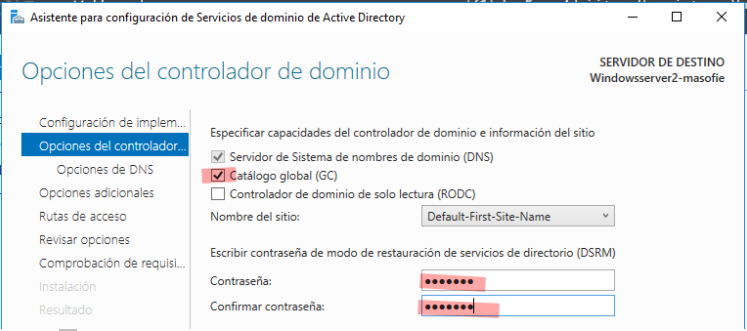 Asistente para configuración de Servicios de dominio de Active Directory
Opciones del controlador de dominio
SERVIDOR DE DESTINO
Windowsserver2-masofie
Configuración de implem...
Opciones del controlador...
Opciones de DNS
Opciones adicionales
Rutas de acceso
Revisar opciones
Comprobación de requisi...
Instalación
Resultado
Especificar capacidades del controlador de dominio e información del sitio
Servidor de Sistema de nombres de dominio (DNS)
Catálogo global (GC)
Controlador de dominio de solo lectura (RODC)
Nombre del sitio: Default-First-Site-Name
Escribir contraseña de modo de restauración de servicios de directorio (DSRM)
Contraseña: •••••••
Confirmar contraseña: •••••••